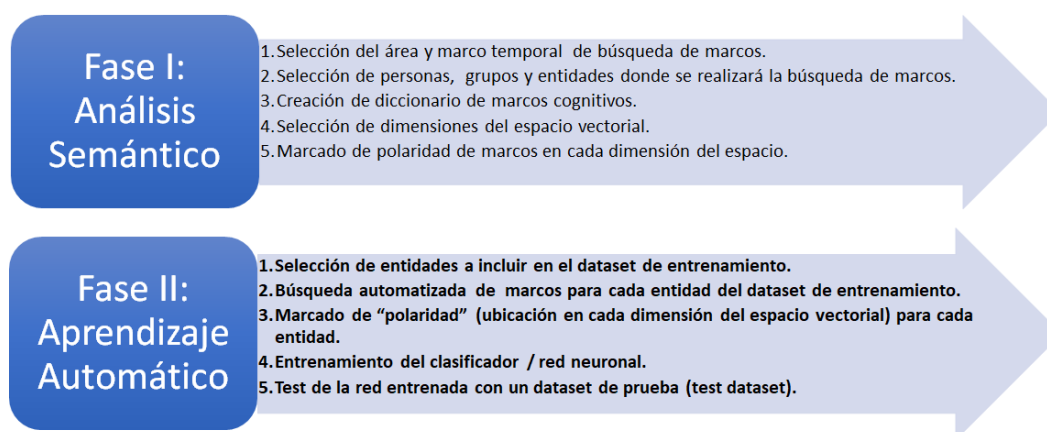 Fase I:
Análisis
Semántico
1.Selección del área y marco temporal de búsqueda de marcos.
2.Selección de personas, grupos y entidades donde se realizará la búsqueda de marcos.
3.Creación de diccionario de marcos cognitivos.
4.Selección de dimensiones del espacio vectorial.
5.Marcado de polaridad de marcos en cada dimensión del espacio.
Fase II:
Aprendizaje
Automático
1.Selección de entidades a incluir en el dataset de entrenamiento.
2.Búsqueda automatizada de marcos para cada entidad del dataset de entrenamiento.
3.Marcado de “polaridad” (ubicación en cada dimensión del espacio vectorial) para cada
entidad.
4.Entrenamiento del clasificador / red neuronal.
5.Test de la red entrenada con un dataset de prueba (test dataset).